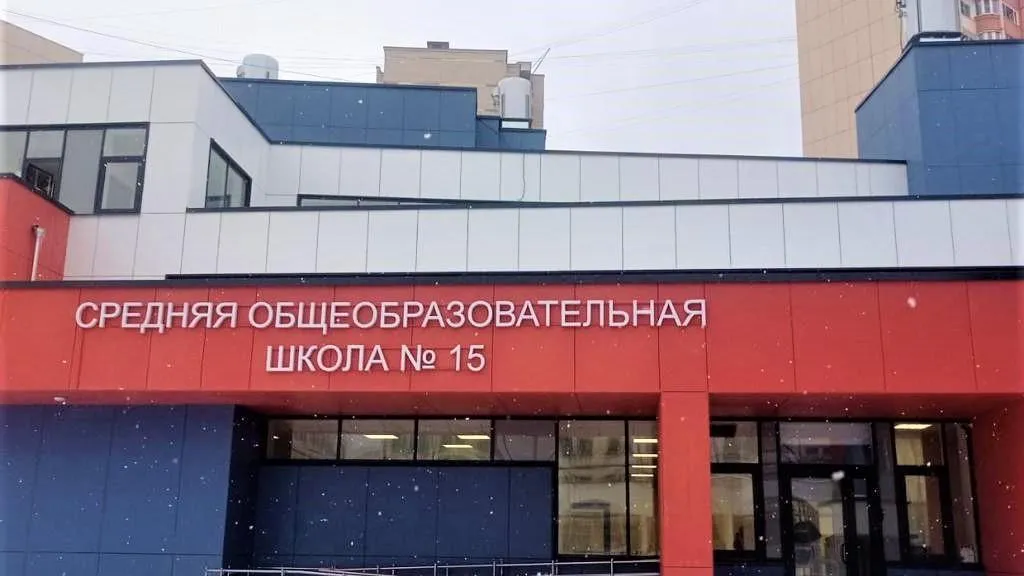 СРЕДНЯЯ ОБЩЕОБРАЗОВАТЕЛЬНАЯ
ШКОЛА № 15